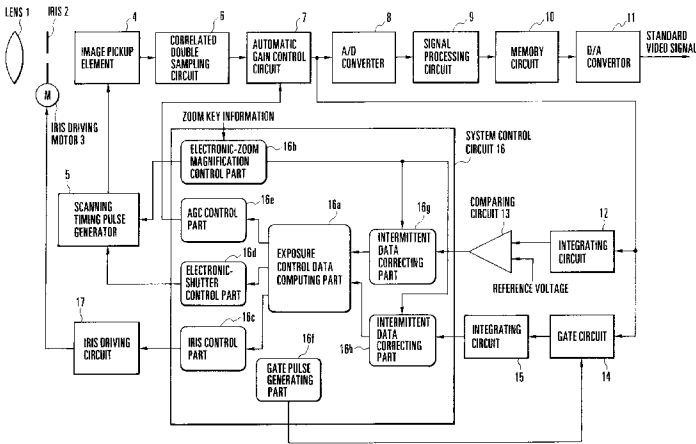 LENS 1
IRIS 2
4
6
7
8
9
10
11
IMAGE PICKUP
ELEMENT
CORRELATED
DOUBLE
SAMPLING
CIRCUIT
AUTOMATIC
GAIN CONTROL
CIRCUIT
A/D
CONVERTER
SIGNAL
PROCESSING
CIRCUIT
MEMORY
CIRCUIT
D/A
CONVERTOR
STANDARD
VIDEO SIGNAL
M
IRIS DRIVING
MOTOR 3
ZOOM KEY INFORMATION
ELECTRONIC-ZOOM
MAGNIFICATION
CONTROL PART
16b
SYSTEM CONTROL
CIRCUIT 16
5
SCANNING
TIMING PULSE
GENERATOR
AGC CONTROL
PART
16e
16a
EXPOSURE
CONTROL DATA
COMPUTING PART
16g
INTERMITTENT
DATA
CORRECTING
PART
COMPARING
CIRCUIT 13
12
INTEGRATING
CIRCUIT
REFERENCE VOLTAGE
16d
ELECTRONIC-
SHUTTER
CONTROL PART
17
IRIS DRIVING
CIRCUIT
16c
IRIS CONTROL
PART
INTERMITTENT
DATA
CORRECTING
PART
16h
INTEGRATING
CIRCUIT
15
GATE CIRCUIT
14
16f
GATE PULSE
GENERATING
PART